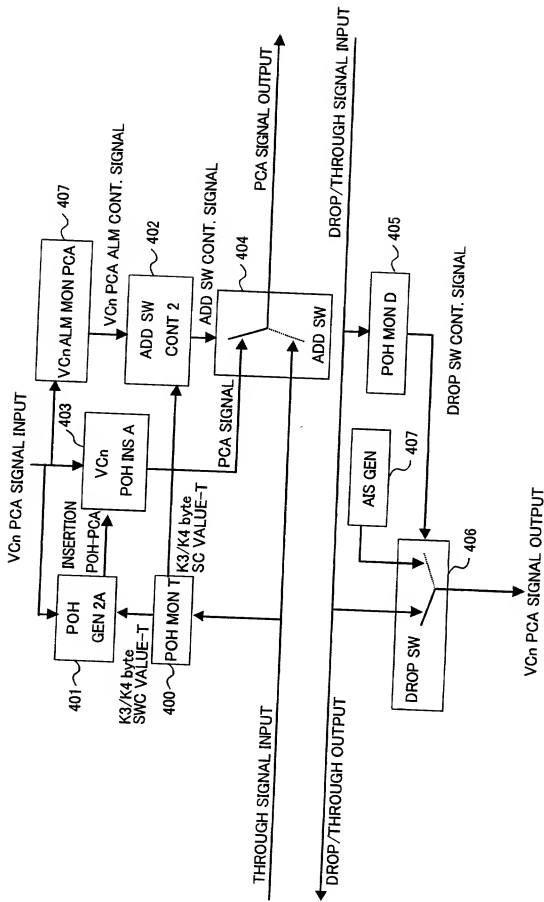 VCn PCA SIGNAL INPUT
403
VCn ALM MON PCA
407
VCn PCA ALM CONT. SIGNAL
INSERTION
POH-PCA
POH
GEN 2A
401
VCn
POH INS A
ADD SW
CONT 2
402
ADD SW CONT. SIGNAL
K3/K4 byte
SWC VALUE-T
POH MON T
400
K3/K4 byte
SC VALUE-T
PCA SIGNAL
404
ADD SW
PCA SIGNAL OUTPUT
THROUGH SIGNAL INPUT
DROP/THROUGH OUTPUT
DROP/THROUGH SIGNAL INPUT
POH MON D
405
DROP SW CONT. SIGNAL
AIS GEN
407
DROP SW
406
VCn PCA SIGNAL OUTPUT